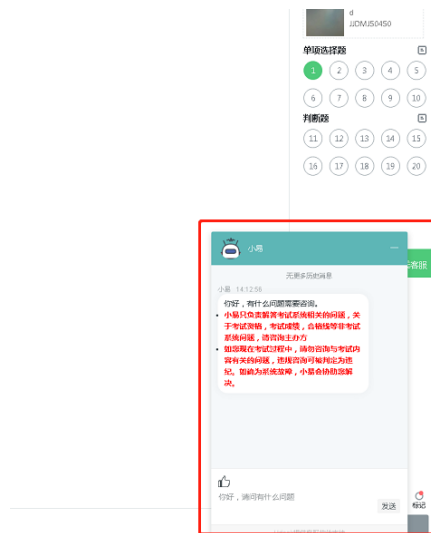 d
JJDMJS0450
单项选择题
1 2 3 4 5
6 7 8 9 10
判断题
11 12 13 14 15
16 17 18 19 20
小易
客服
无更多历史消息
小易 14:12:56
你好，有什么问题需要咨询。
• 小易只负责解答考试系统相关的问题，关
于考试资格，考试成绩，合格线等非考试
系统问题，请咨询主办方
• 如您现在考试过程中，请勿咨询与考试内
容有关的问题，违规咨询可被判定为违
纪。如确为系统故障，小易会协助您解
决。
你好，请问有什么问题
发送
标记